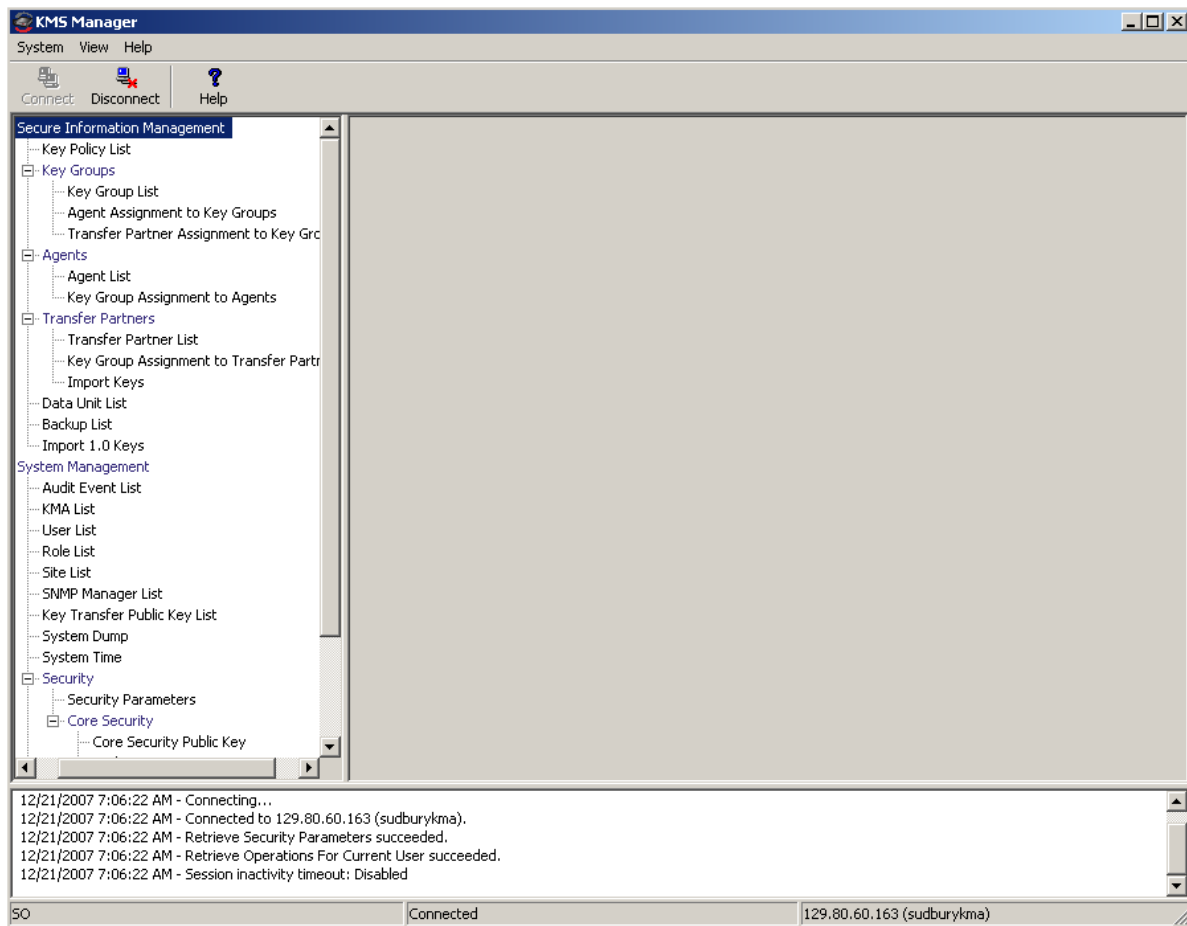 KMS Manager
System View Help
Connect Disconnect Help
Secure Information Management
Key Policy List
Key Groups
Key Group List
Agent Assignment to Key Groups
Transfer Partner Assignment to Key Grc
Agents
Agent List
Key Group Assignment to Agents
Transfer Partners
Transfer Partner List
Key Group Assignment to Transfer Partr
Import Keys
Data Unit List
Backup List
Import 1.0 Keys
System Management
Audit Event List
KMA List
User List
Role List
Site List
SNMP Manager List
Key Transfer Public Key List
System Dump
System Time
Security
Security Parameters
Core Security
Core Security Public Key
12/21/2007 7:06:22 AM - Connecting...
12/21/2007 7:06:22 AM - Connected to 129.80.60.163 (sudburykma).
12/21/2007 7:06:22 AM - Retrieve Security Parameters succeeded.
12/21/2007 7:06:22 AM - Retrieve Operations For Current User succeeded.
12/21/2007 7:06:22 AM - Session inactivity timeout: Disabled
SO Connected 129.80.60.163 (sudburykma)